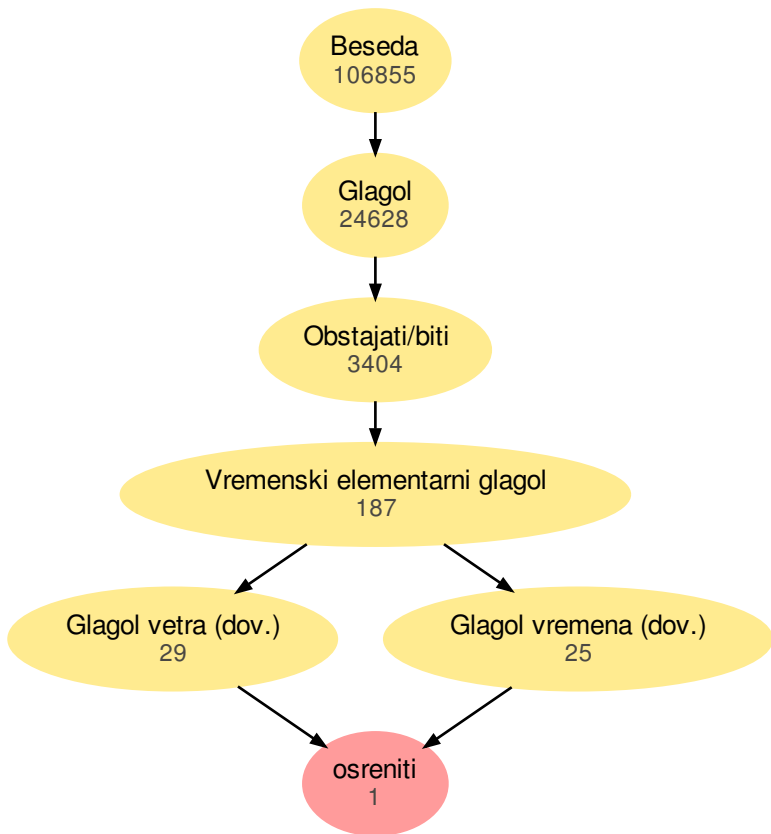 Beseda
106855
Glagol
24628
Obstajati/biti
3404
Vremenski elementarni glagol
187
Glagol vetra (dov.)
29
Glagol vremena (dov.)
25
osreniti
1